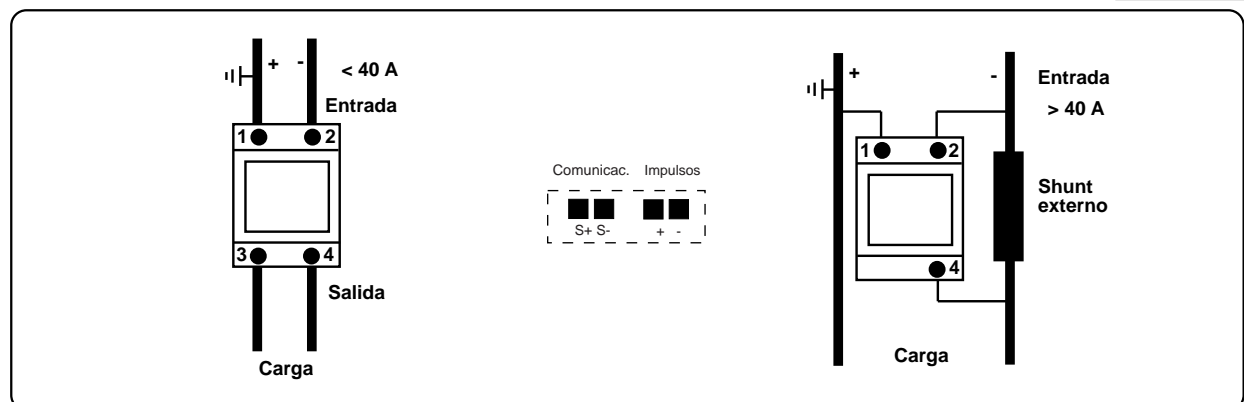 + - < 40 A
Entrada
1 2
3 4
Salida
Carga
Comunicac. Impulsos
S+ S- + -
+ - Entrada
> 40 A
1 2
Shunt
externo
4
Carga